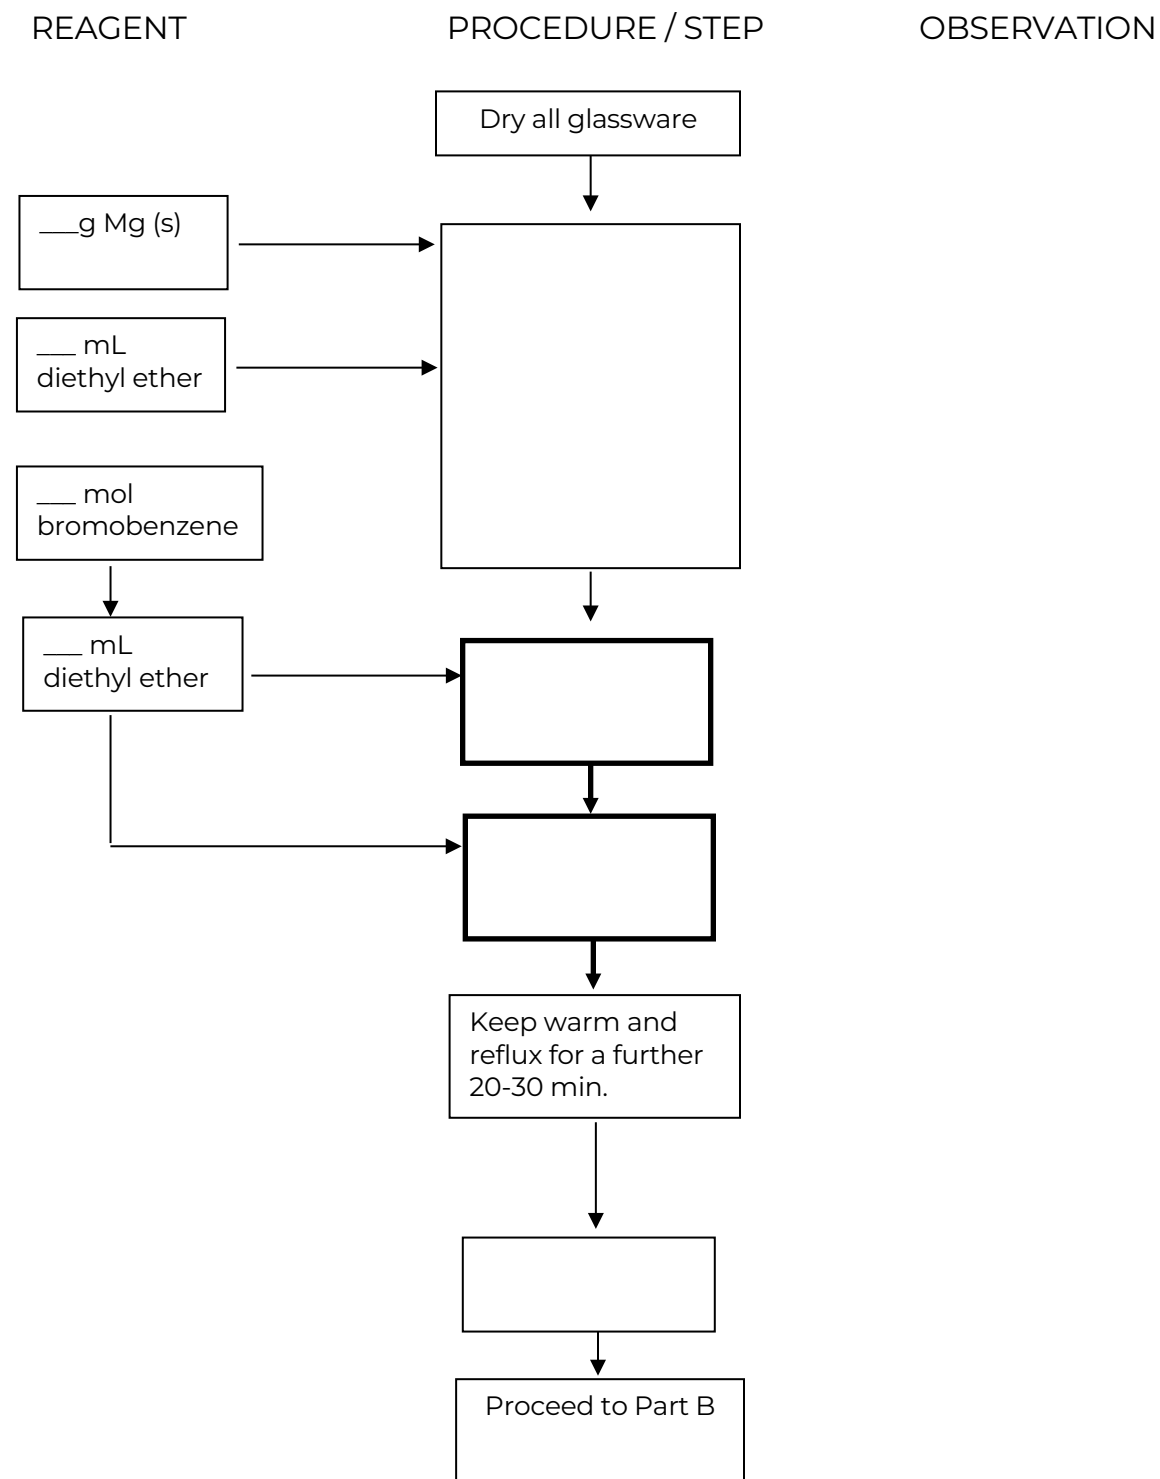 REAGENT
PROCEDURE / STEP
OBSERVATION
Dry all glassware
___g Mg (s)
___ mL
diethyl ether
___ mol
bromobenzene
___ mL
diethyl ether
Keep warm and
reflux for a further
20-30 min.
Proceed to Part B